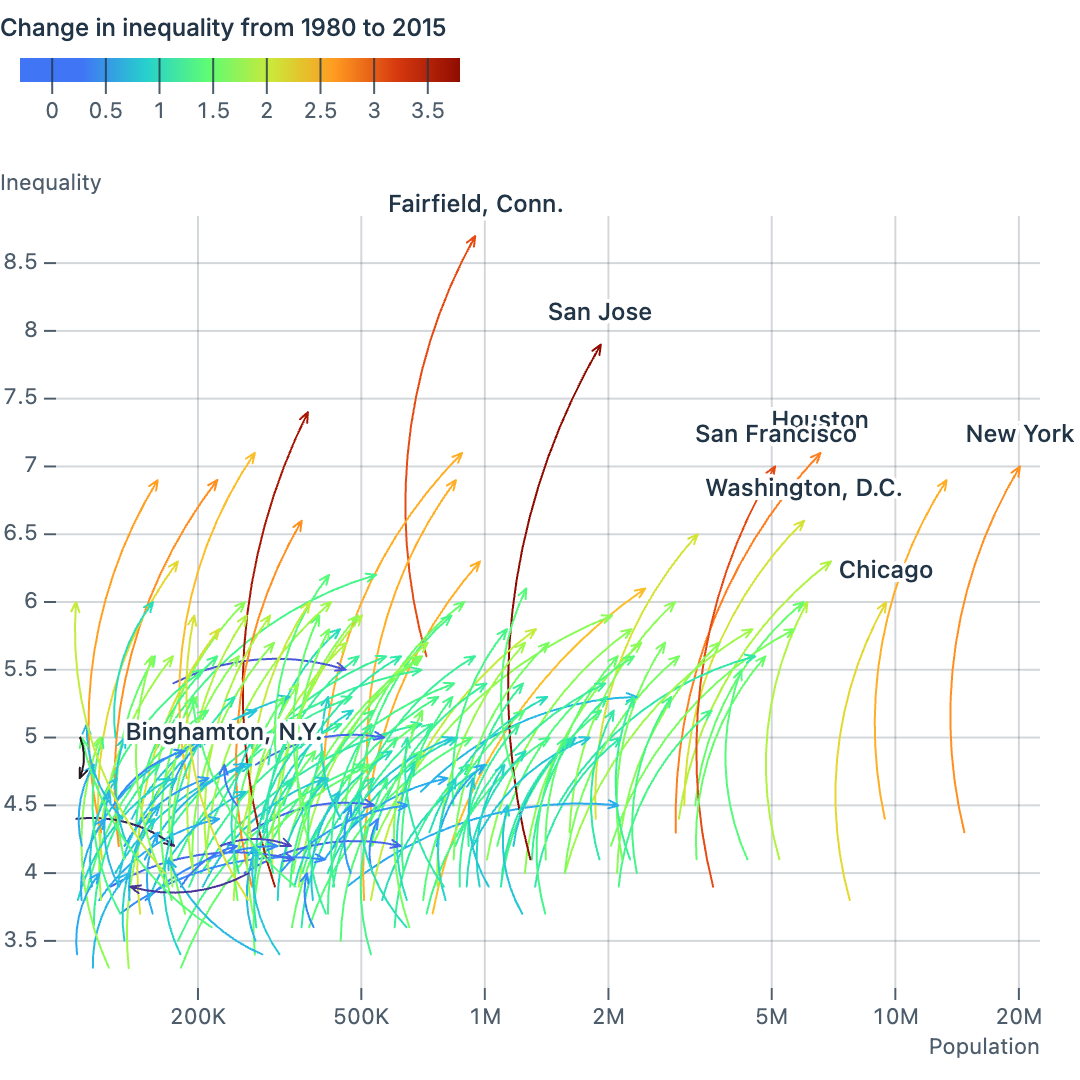 Change in inequality from 1980 to 2015
0 0.5 1 1.5 2 2.5 3 3.5
Inequality
Fairfield, Conn.
8.5
San Jose
8
7.5
Houston
San Francisco
New York
7
Washington, D.C.
6.5
Chicago
6
5.5
Binghamton, N.Y.
5
4.5
4
3.5
200K 500K 1M 2M 5M 10M 20M
Population